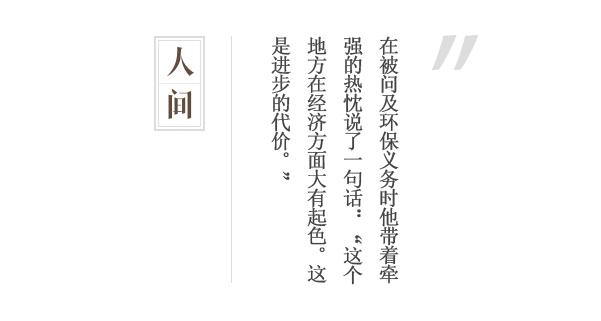 在被问及环保义务时他带着牵
强的热忱说了一句话：“这个
地方在经济方面大有起色。这
是进步的代价。”
人间